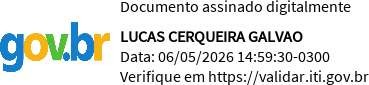 Documento assinado digitalmente
gov.br
LUCAS CERQUEIRA GALVAO
Data: 06/05/2026 14:59:30-0300
Verifique em https://validar.iti.gov.br